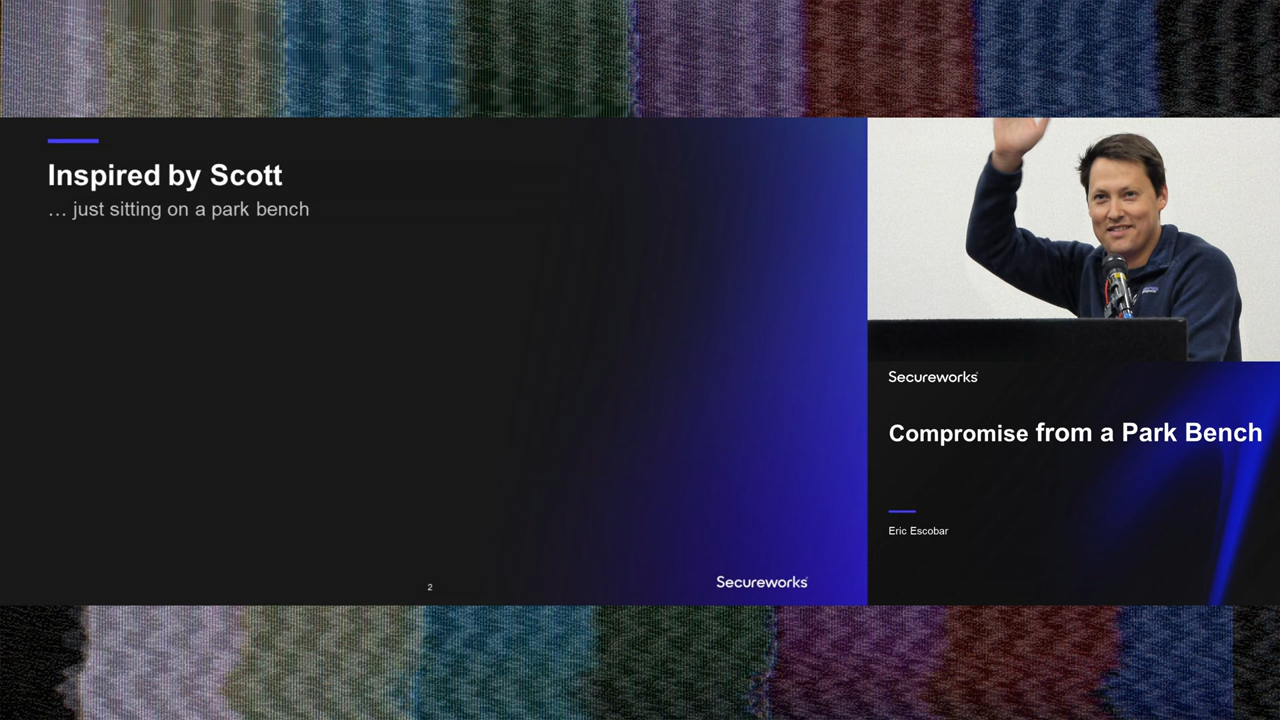 Inspired by Scott
… just sitting on a park bench
2
Secureworks
Secureworks
Compromise from a Park Bench
Eric Escobar